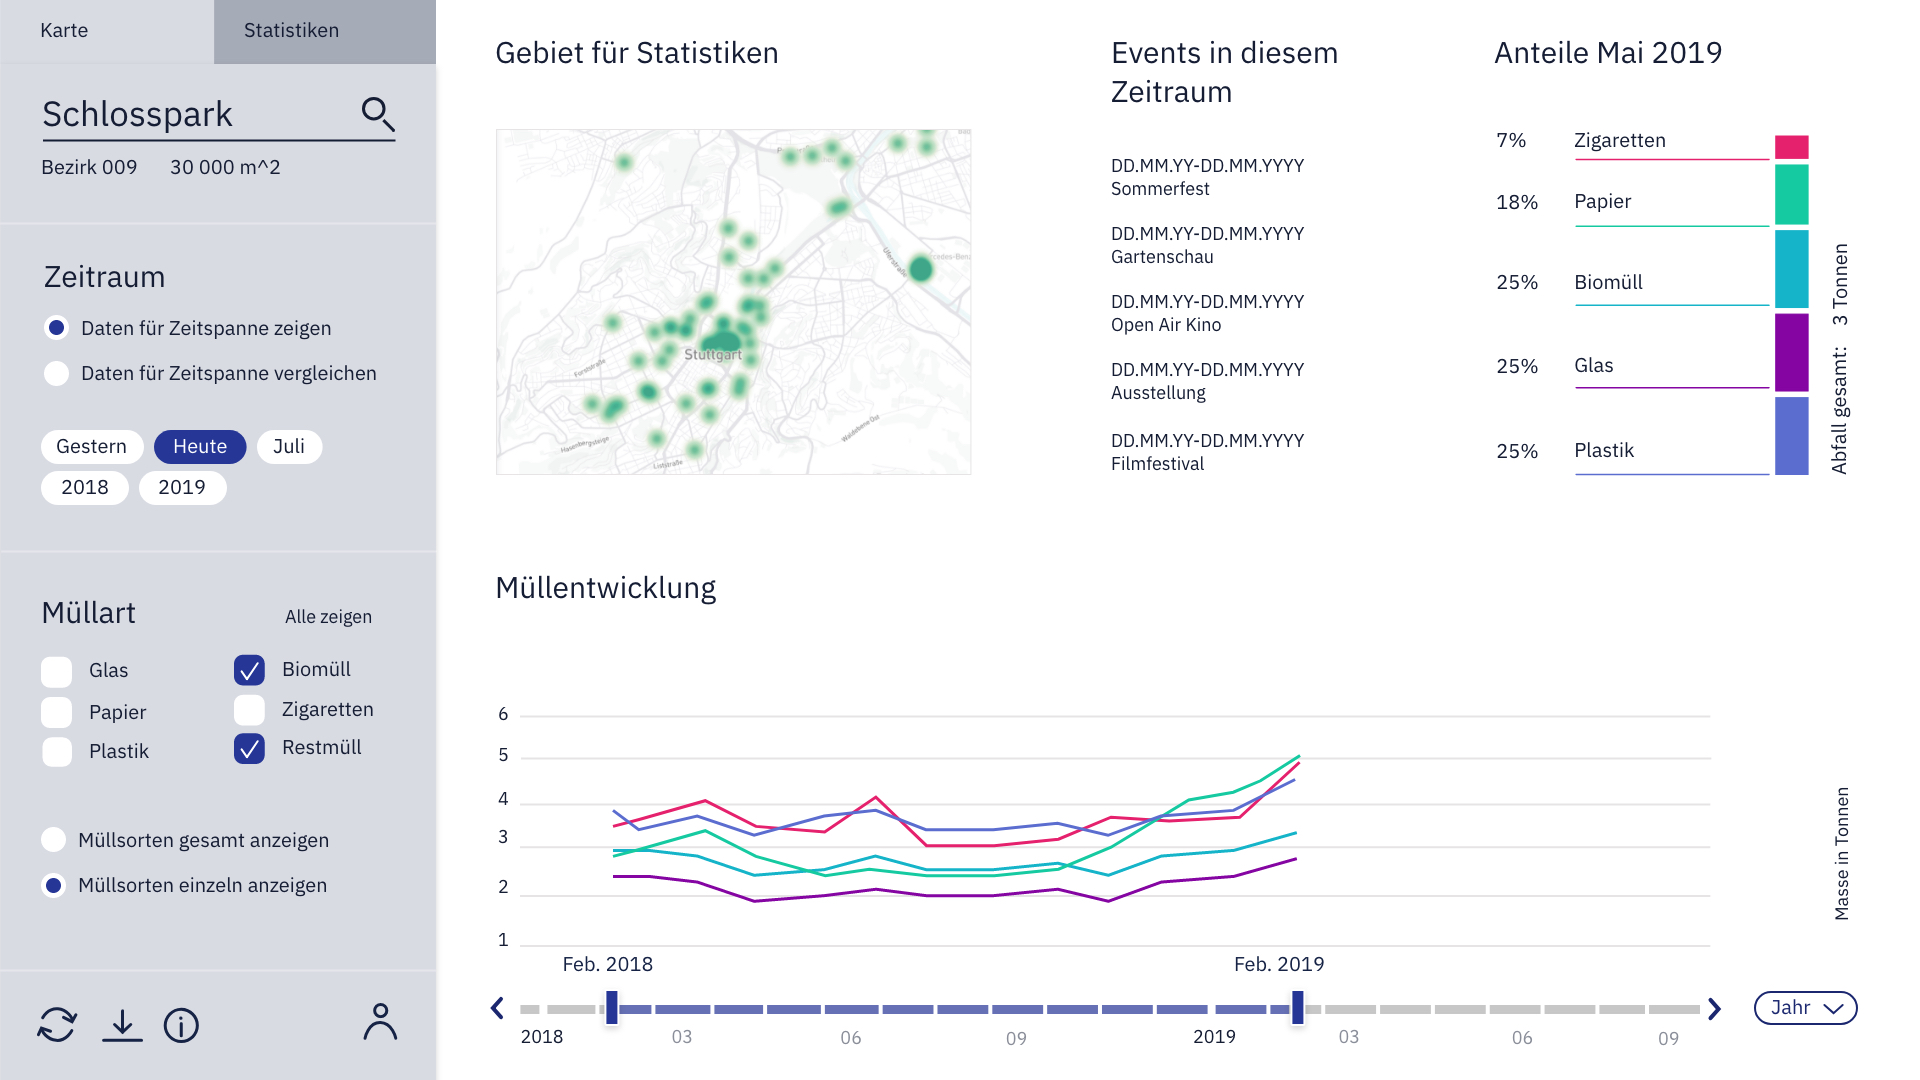 Karte
Statistiken
Schlosspark
Bezirk 009
30 000 m^2
Zeitraum
Daten für Zeitspanne zeigen
Daten für Zeitspanne vergleichen
Gestern
Heute
Juli
2018
2019
Müllart
Alle zeigen
Glas
Biomüll
Papier
Zigaretten
Plastik
Restmüll
Müllsorten gesamt anzeigen
Müllsorten einzeln anzeigen
Gebiet für Statistiken
Uferstraße
Stuttgart
Hasenbergsteige
Liststraße
Events in diesem
Zeitraum
DD.MM.YY-DD.MM.YYYY
Sommerfest
DD.MM.YY-DD.MM.YYYY
Gartenschau
DD.MM.YY-DD.MM.YYYY
Open Air Kino
DD.MM.YY-DD.MM.YYYY
Ausstellung
DD.MM.YY-DD.MM.YYYY
Filmfestival
Anteile Mai 2019
7% Zigaretten
18% Papier
25% Biomüll
25% Glas
25% Plastik
Abfall gesamt: 3 Tonnen
Müllentwicklung
6
5
4
3
2
1
Masse in Tonnen
Feb. 2018
Feb. 2019
2018
03
06
09
2019
03
06
09
Jahr